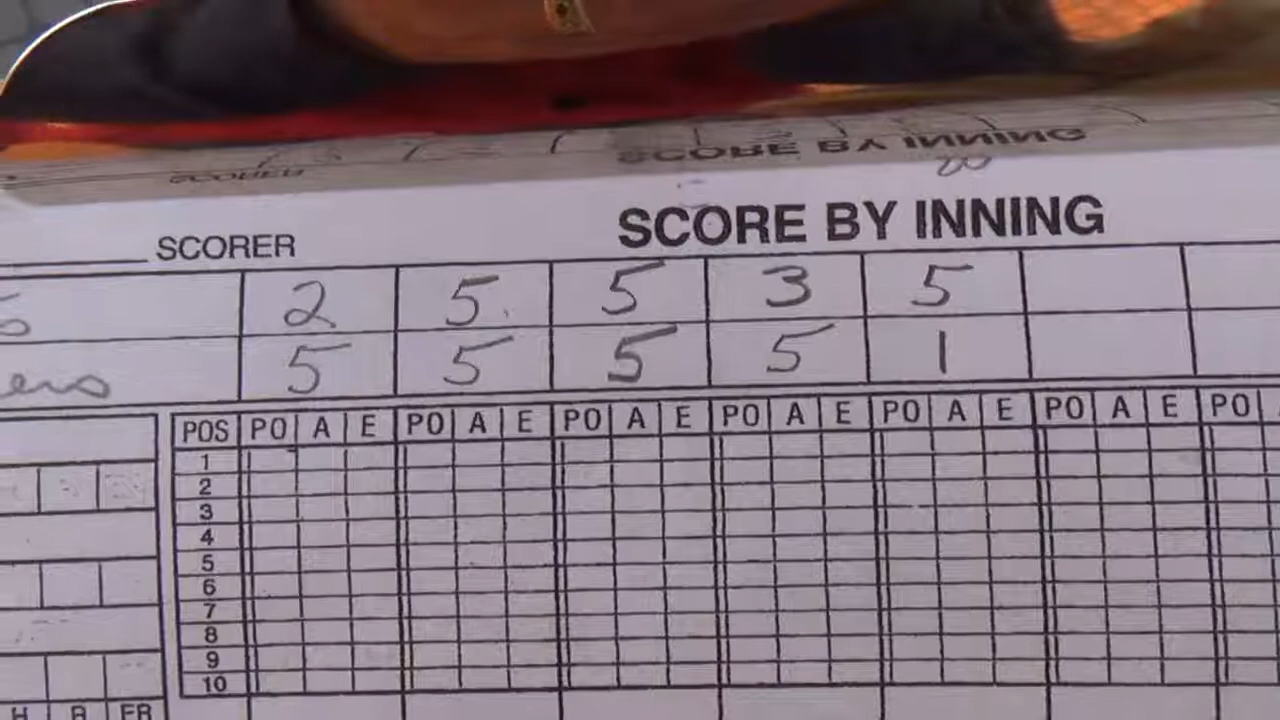 SCORE BY INNING
SCORER
2 5 5 3 5
5 5 5 5 1
POS PO A E PO A E PO A E PO A E PO A E PO A E PO
1
2
3
4
5
6
7
8
9
10
H R ER